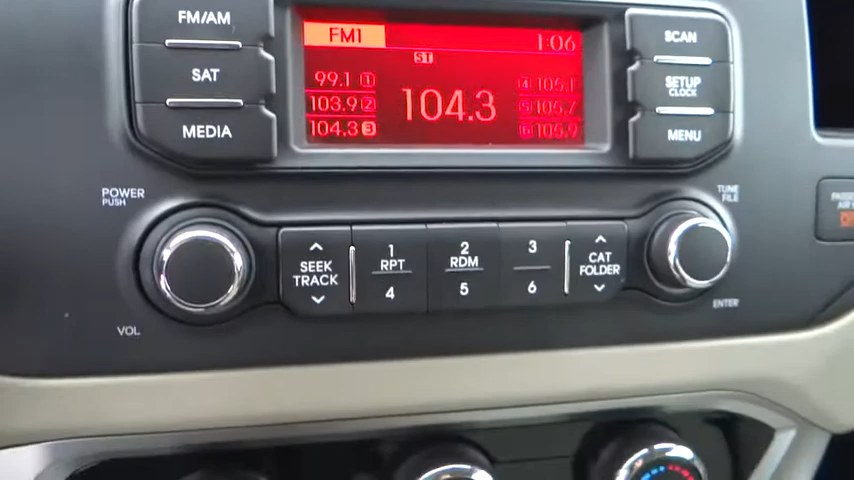 FM/AM
SAT
MEDIA
FM1 1:06
ST
99.1 1
103.9 2
104.3 3
104.3
4 105.1
5 105.7
6 105.9
SCAN
SETUP
CLOCK
MENU
POWER
PUSH
VOL
SEEK
TRACK
1
RPT
4
2
RDM
5
3
6
CAT
FOLDER
TUNE
FILE
ENTER